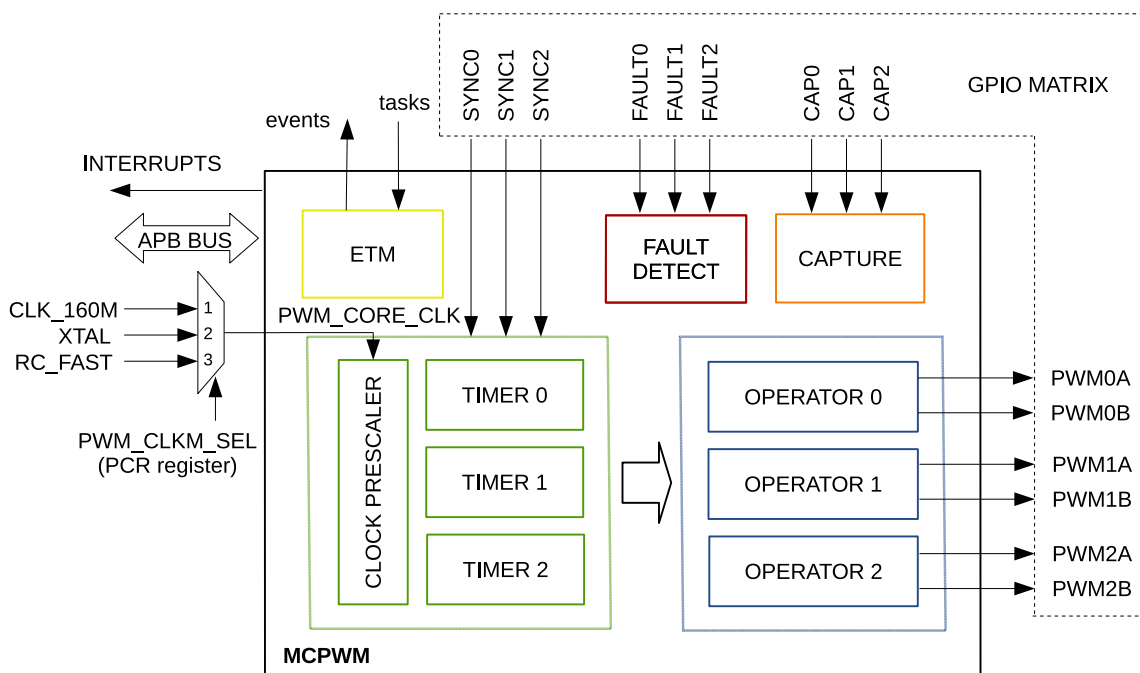 SYNC0
SYNC1
SYNC2
FAULT0
FAULT1
FAULT2
CAP0
CAP1
CAP2
GPIO MATRIX
events
tasks
INTERRUPTS
APB BUS
ETM
FAULT
DETECT
CAPTURE
CLK_160M
XTAL
RC_FAST
1
2
3
PWM_CORE_CLK
PWM_CLKM_SEL
(PCR register)
CLOCK PRESCALER
TIMER 0
TIMER 1
TIMER 2
OPERATOR 0
OPERATOR 1
OPERATOR 2
PWM0A
PWM0B
PWM1A
PWM1B
PWM2A
PWM2B
MCPWM